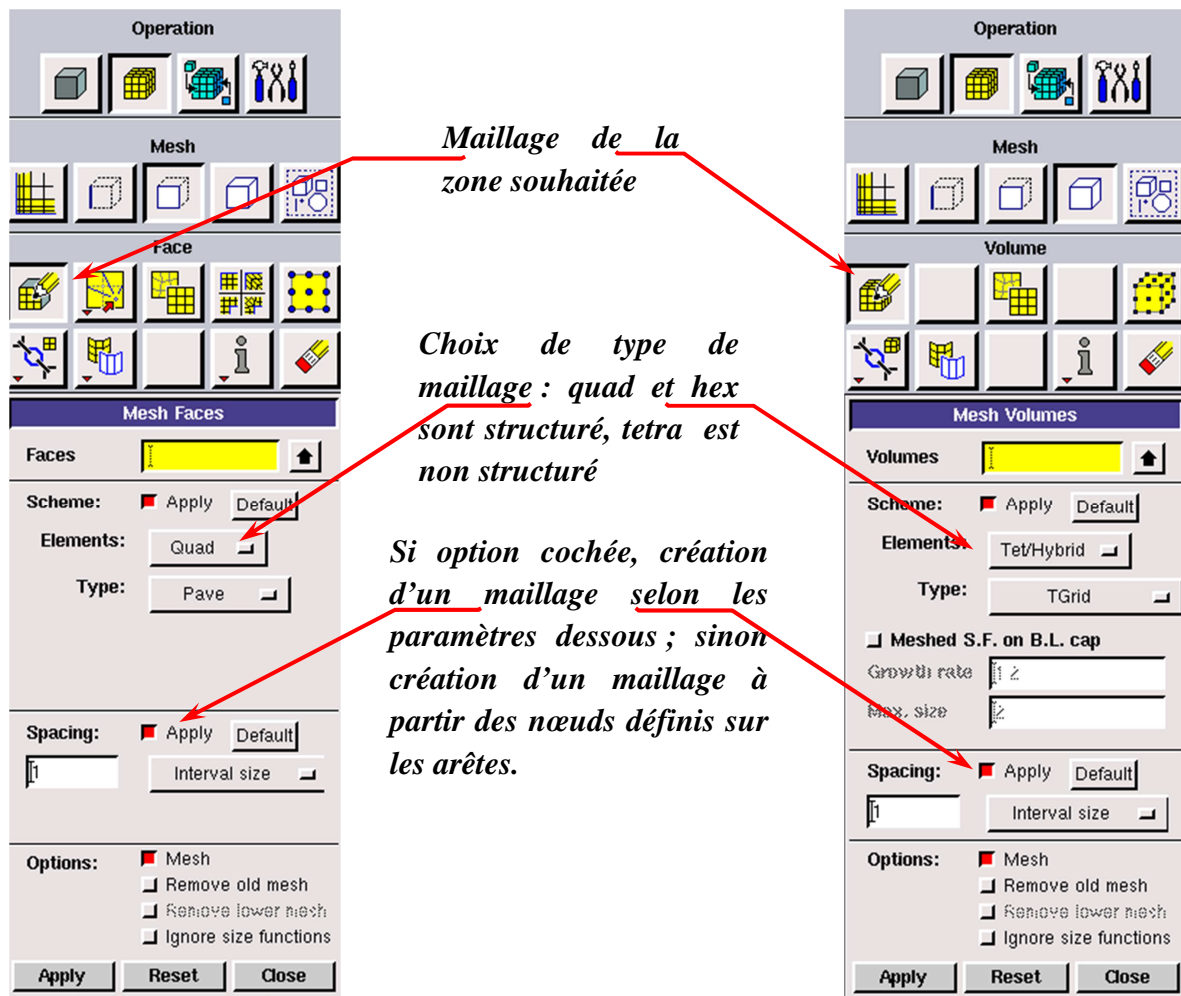 Operation
Mesh
Face
Mesh Faces
Faces
Scheme: Apply Default
Elements: Quad
Type: Pave
Spacing: Apply Default
1 Interval size
Options: Mesh
Remove old mesh
Remove lower mesh
Ignore size functions
Apply Reset Close
Maillage de la
zone souhaitée
Choix de type de
maillage : quad et hex
sont structuré, tetra est
non structuré
Si option cochée, création
d’un maillage selon les
paramètres dessous ; sinon
création d’un maillage à
partir des nœuds définis sur
les arêtes.
Operation
Mesh
Volume
Mesh Volumes
Volumes
Scheme: Apply Default
Elements: Tet/Hybrid
Type: TGrid
Meshed S.F. on B.L. cap
Growth rate 1.2
Max. size
Spacing: Apply Default
1 Interval size
Options: Mesh
Remove old mesh
Remove lower mesh
Ignore size functions
Apply Reset Close